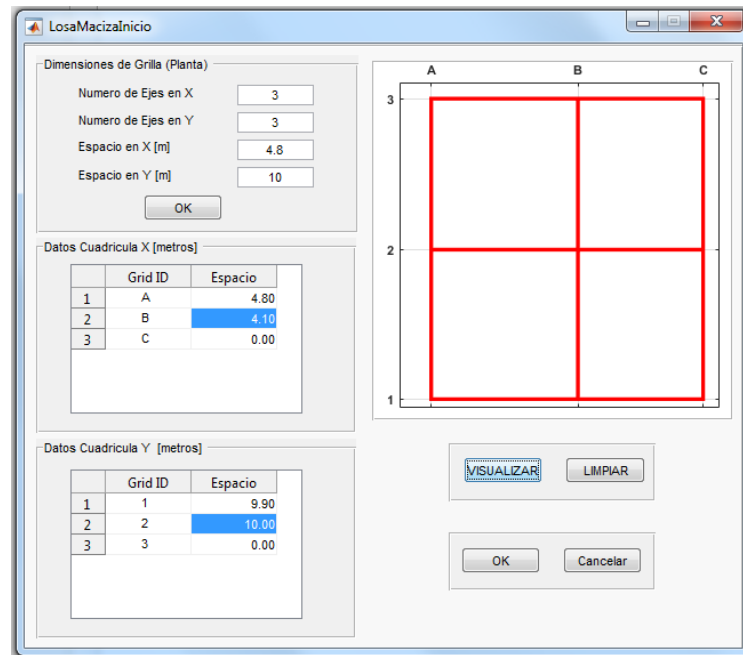 LosaMacizaInicio
Dimensiones de Grilla (Planta)
Numero de Ejes en X 3
Numero de Ejes en Y 3
Espacio en X [m] 4.8
Espacio en Y [m] 10
OK
Datos Cuadricula X [metros]
Grid ID Espacio
1 A 4.80
2 B 4.10
3 C 0.00
Datos Cuadricula Y [metros]
Grid ID Espacio
1 1 9.90
2 2 10.00
3 3 0.00
A B C
3
2
1
VISUALIZAR LIMPIAR
OK Cancelar